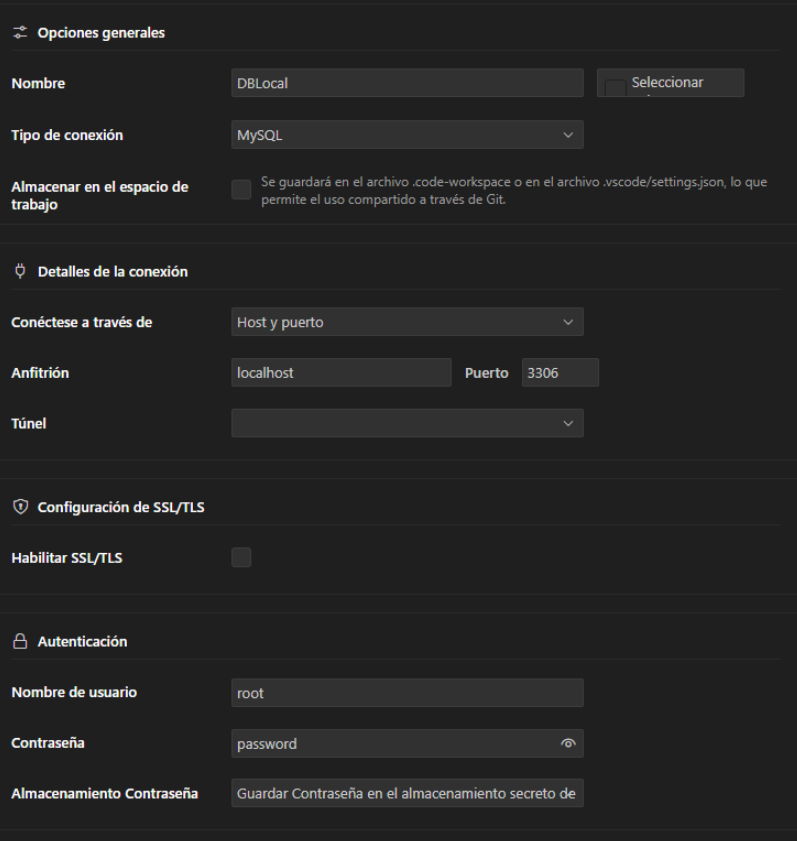 Opciones generales
Nombre
DBLocal
Seleccionar
Tipo de conexión
MySQL
Almacenar en el espacio de
trabajo
Se guardará en el archivo .code-workspace o en el archivo .vscode/settings.json, lo que
permite el uso compartido a través de Git.
Detalles de la conexión
Conéctese a través de
Host y puerto
Anfitrión
localhost
Puerto
3306
Túnel
Configuración de SSL/TLS
Habilitar SSL/TLS
Autenticación
Nombre de usuario
root
Contraseña
password
Almacenamiento Contraseña
Guardar Contraseña en el almacenamiento secreto de